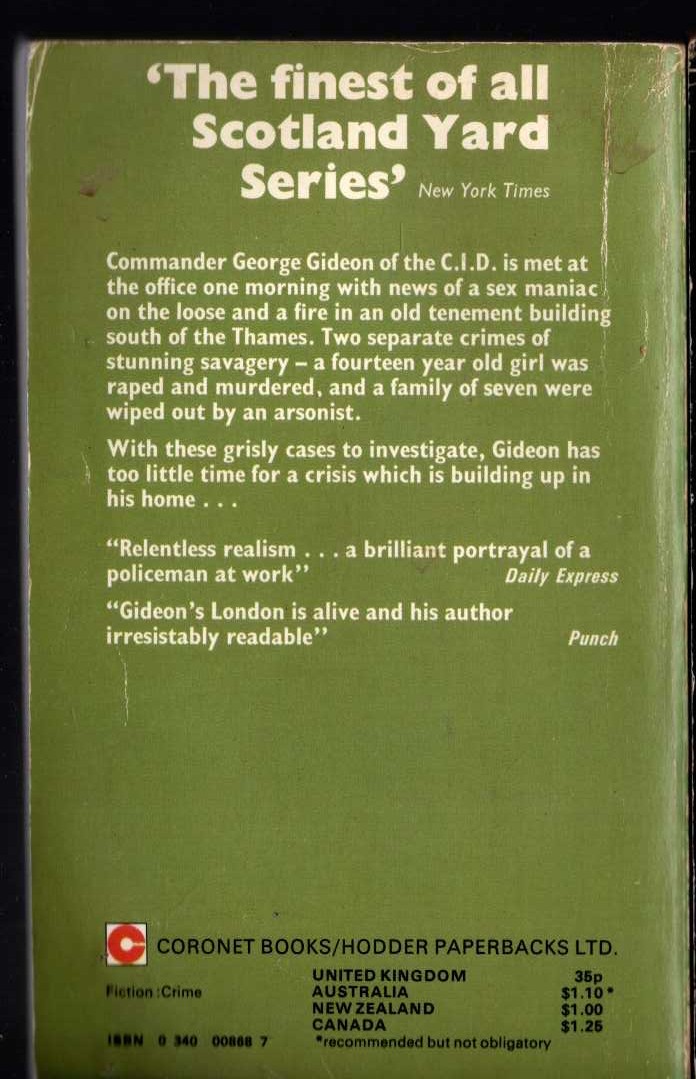 ‘The finest of all
Scotland Yard
Series’ New York Times
Commander George Gideon of the C.I.D. is met at
the office one morning with news of a sex maniac
on the loose and a fire in an old tenement building
south of the Thames. Two separate crimes of
stunning savagery – a fourteen year old girl was
raped and murdered, and a family of seven were
wiped out by an arsonist.
With these grisly cases to investigate, Gideon has
too little time for a crisis which is building up in
his home . . .
“Relentless realism . . . a brilliant portrayal of a
policeman at work” Daily Express
“Gideon’s London is alive and his author
irresistably readable” Punch
CORONET BOOKS/HODDER PAPERBACKS LTD.
UNITED KINGDOM 35p
Fiction :Crime AUSTRALIA $1.10*
NEW ZEALAND $1.00
CANADA $1.25
ISBN 0 340 00868 7 *recommended but not obligatory